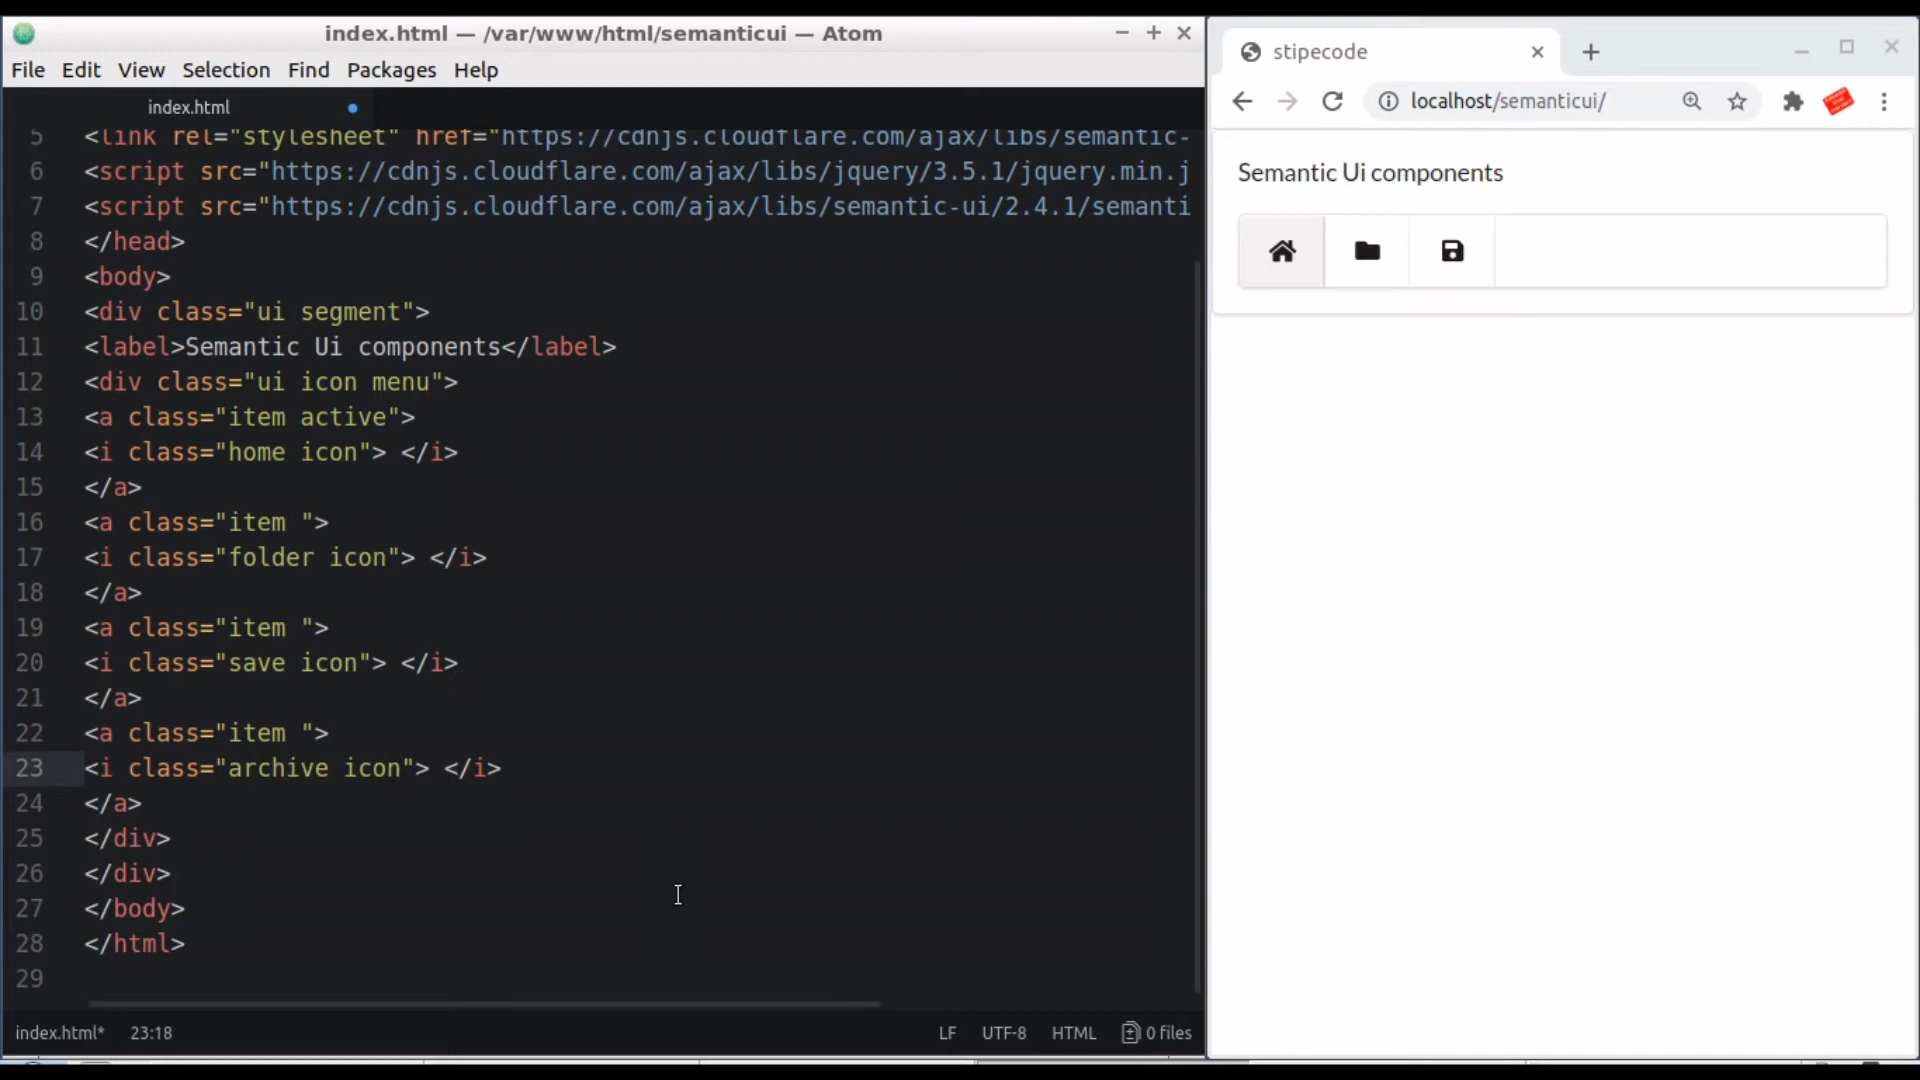 index.html — /var/www/html/semanticui — Atom
File Edit View Selection Find Packages Help
index.html
5 <link rel="stylesheet" href="https://cdnjs.cloudflare.com/ajax/libs/semantic-
6 <script src="https://cdnjs.cloudflare.com/ajax/libs/jquery/3.5.1/jquery.min.j
7 <script src="https://cdnjs.cloudflare.com/ajax/libs/semantic-ui/2.4.1/semanti
8 </head>
9 <body>
10 <div class="ui segment">
11 <label>Semantic Ui components</label>
12 <div class="ui icon menu">
13 <a class="item active">
14 <i class="home icon"> </i>
15 </a>
16 <a class="item ">
17 <i class="folder icon"> </i>
18 </a>
19 <a class="item ">
20 <i class="save icon"> </i>
21 </a>
22 <a class="item ">
23 <i class="archive icon"> </i>
24 </a>
25 </div>
26 </div>
27 </body>
28 </html>
29
index.html* 23:18 LF UTF-8 HTML 0 files
stipecode
localhost/semanticui/
Semantic Ui components